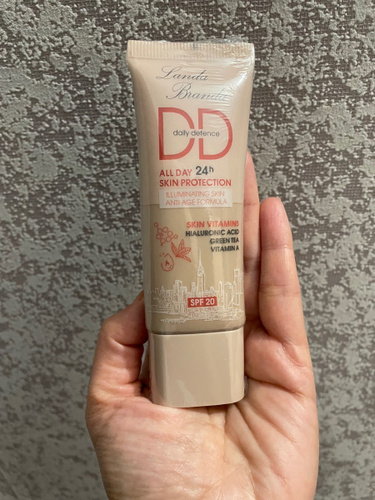 Landa
Branda
daily defence
DD
ALL DAY 24h
SKIN PROTECTION
ILLUMINATING SKIN
ANTI-AGE FORMULA
SKIN VITAMINS
HIALURONIC ACID
GREEN TEA
VITAMIN A
A
SPF 20